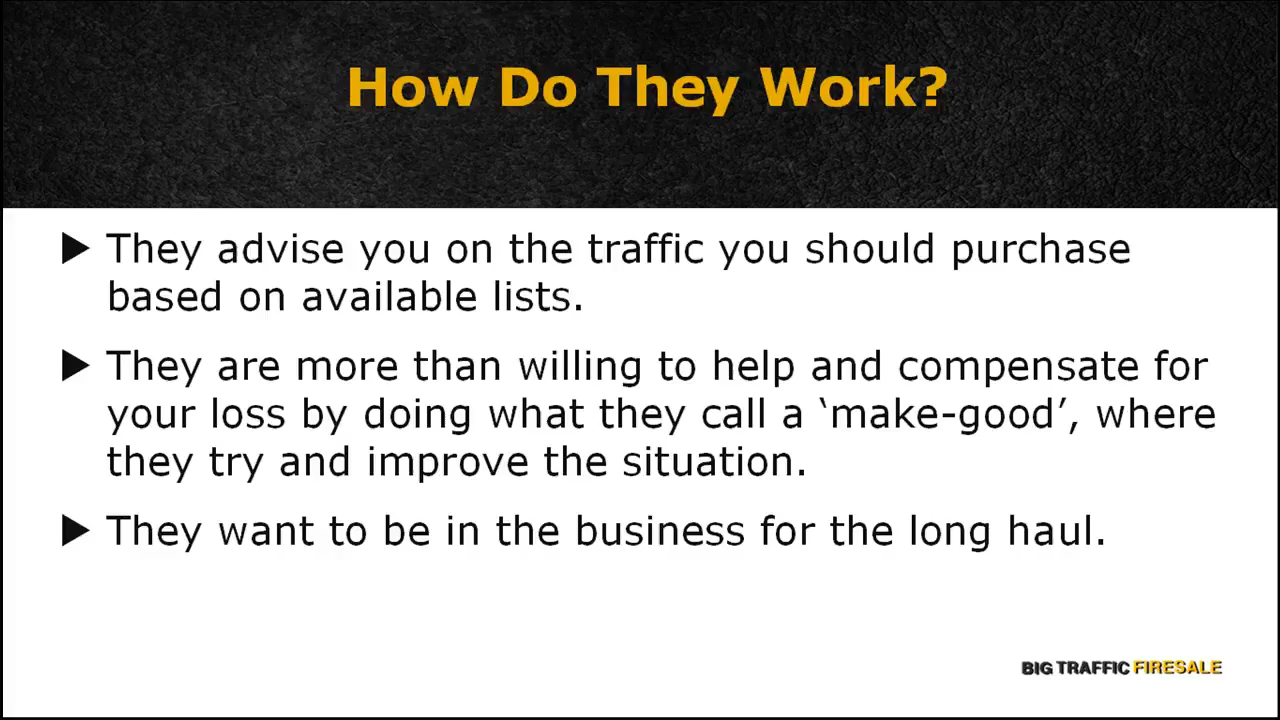 How Do They Work?
▶ They advise you on the traffic you should purchase
based on available lists.
▶ They are more than willing to help and compensate for
your loss by doing what they call a ‘make-good’, where
they try and improve the situation.
▶ They want to be in the business for the long haul.
BIG TRAFFIC FIRESALE